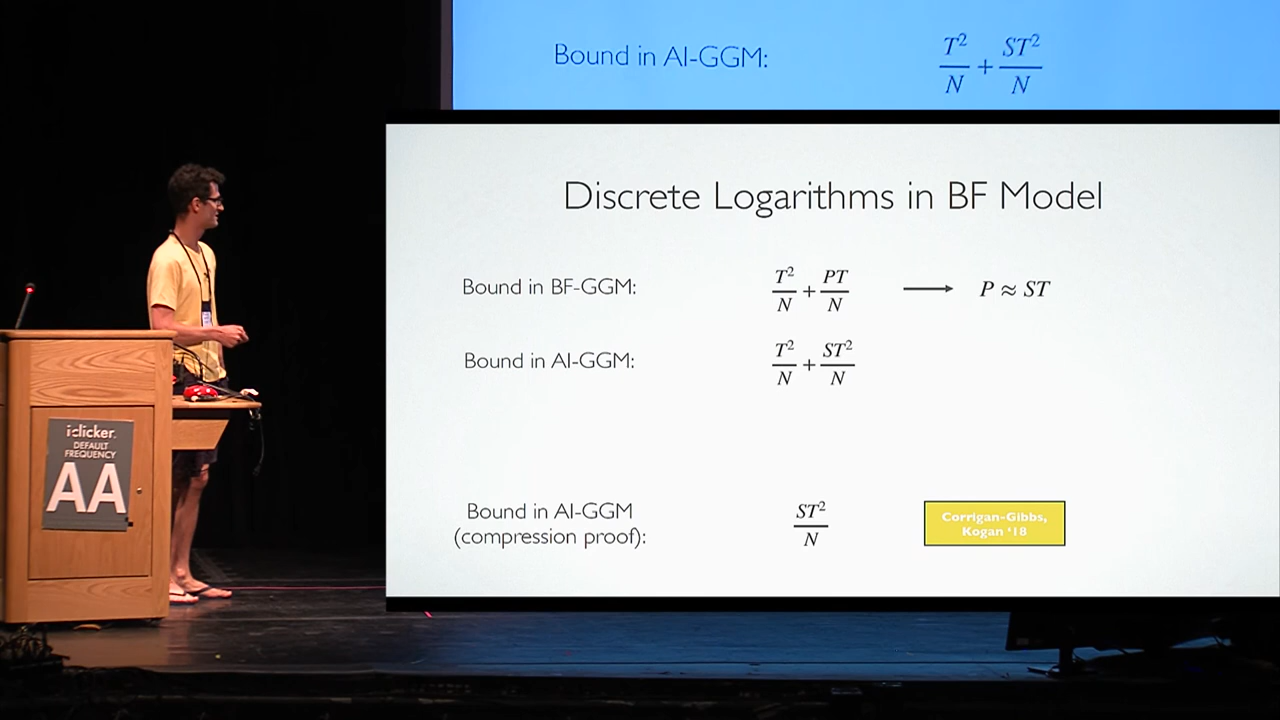 Bound in AI-GGM: T²/N + ST²/N
Discrete Logarithms in BF Model
Bound in BF-GGM: T²/N + PT/N ⟶ P ≈ ST
Bound in AI-GGM: T²/N + ST²/N
Bound in AI-GGM
(compression proof): ST²/N
Corrigan-Gibbs,
Kogan '18
iclicker.
DEFAULT
FREQUENCY
AA